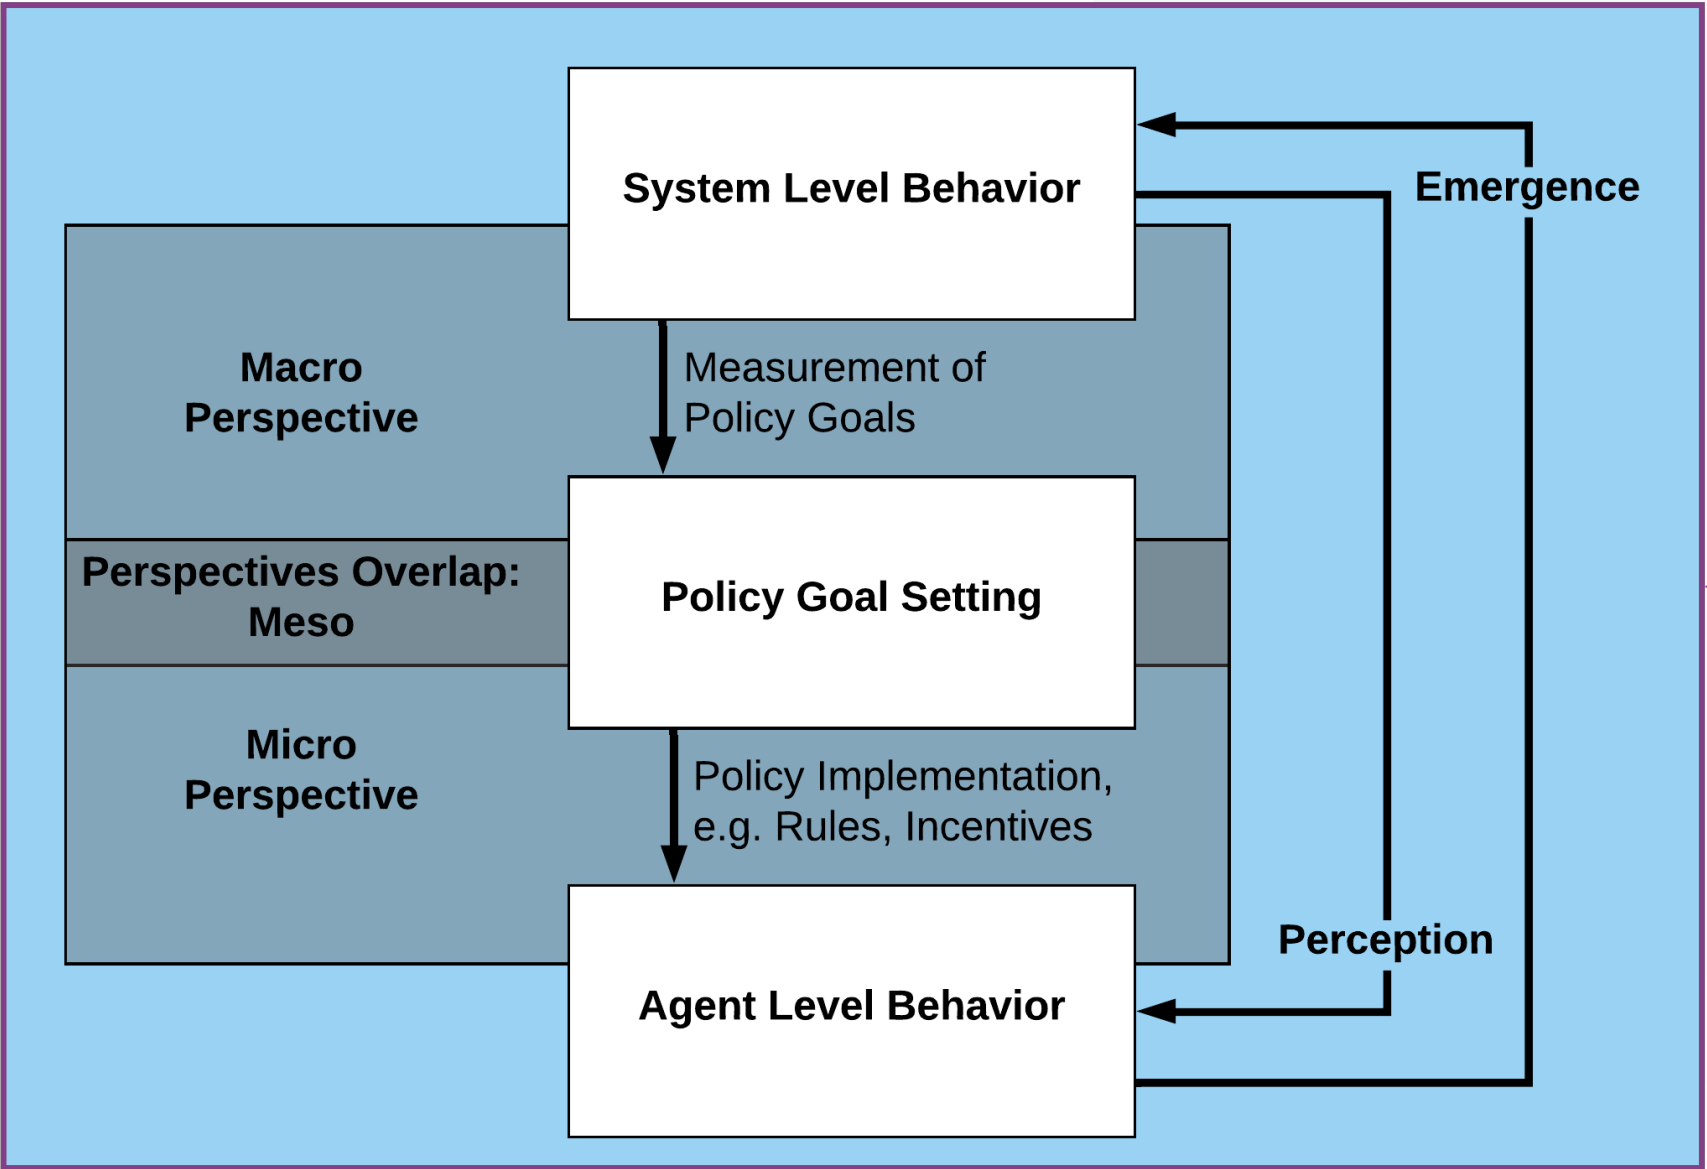 System Level Behavior
Emergence
Macro
Perspective
Measurement of
Policy Goals
Perspectives Overlap:
Meso
Policy Goal Setting
Micro
Perspective
Policy Implementation,
e.g. Rules, Incentives
Perception
Agent Level Behavior